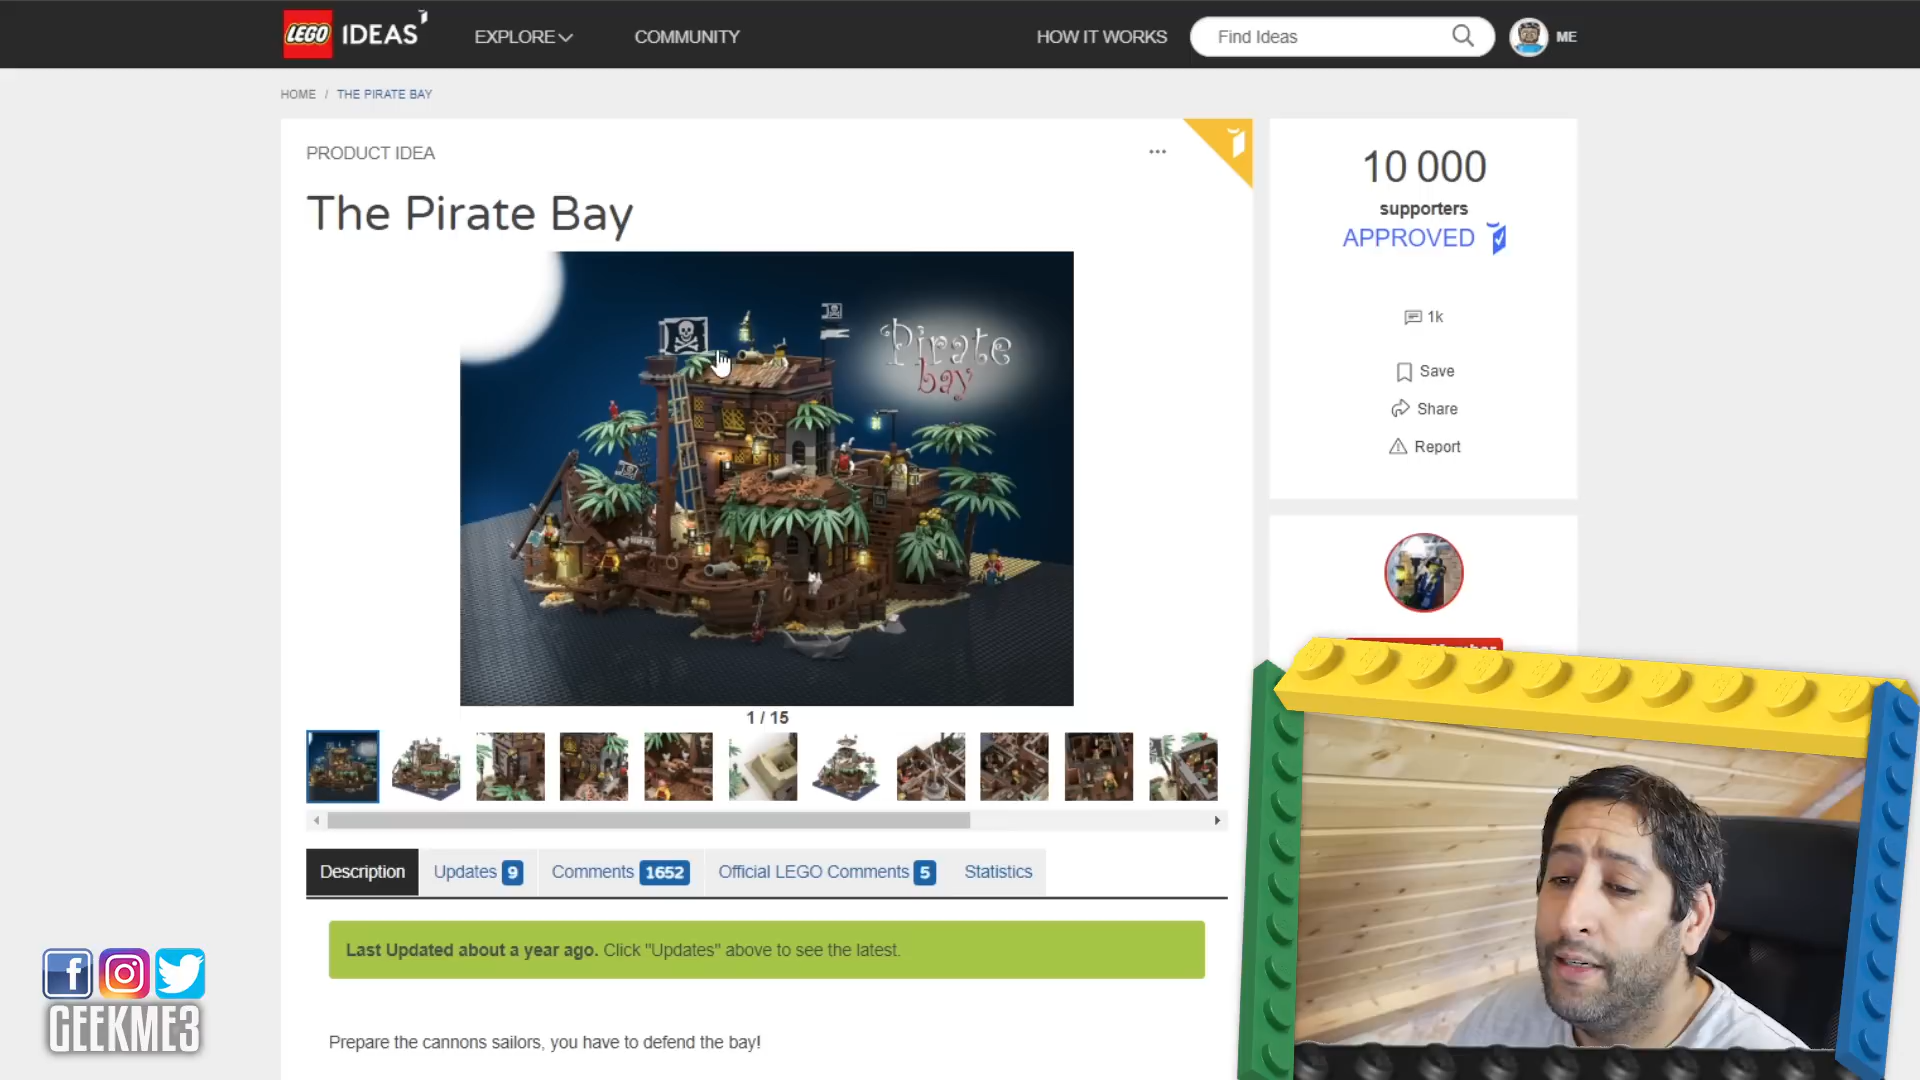 LEGO IDEAS
EXPLORE
COMMUNITY
HOW IT WORKS
Find Ideas
ME
HOME / THE PIRATE BAY
PRODUCT IDEA
...
The Pirate Bay
Pirate
bay
1 / 15
10 000
supporters
APPROVED
1k
Save
Share
Report
Description
Updates 9
Comments 1652
Official LEGO Comments 5
Statistics
Last Updated about a year ago. Click "Updates" above to see the latest.
Prepare the cannons sailors, you have to defend the bay!
GEEKME3